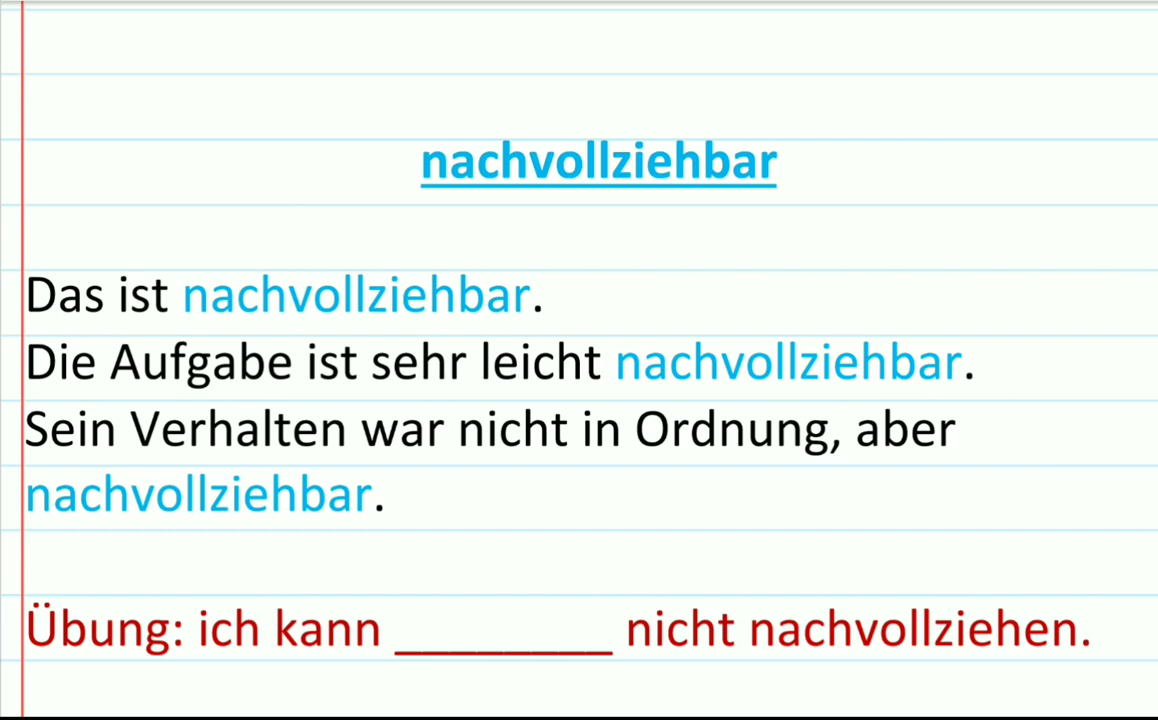 nachvollziehbar
Das ist nachvollziehbar.
Die Aufgabe ist sehr leicht nachvollziehbar.
Sein Verhalten war nicht in Ordnung, aber
nachvollziehbar.
Übung: ich kann ________ nicht nachvollziehen.